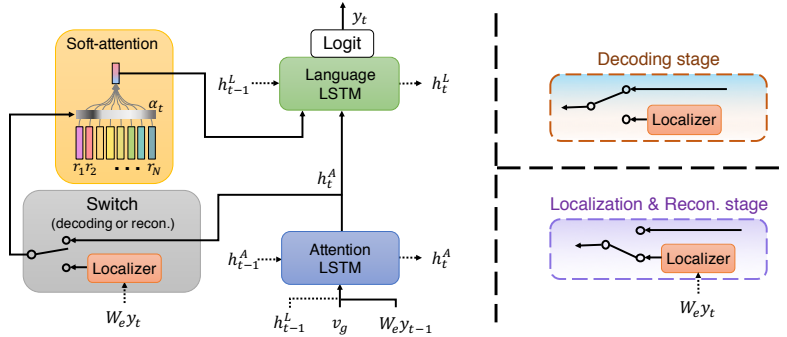 y_t
Logit
Soft-attention
α_t
r_1 r_2 ... r_N
h^L_{t-1}
Language
LSTM
h^L_t
Switch
(decoding or recon.)
Localizer
W_e y_t
h^A_t
h^A_{t-1}
Attention
LSTM
h^A_t
h^L_{t-1}
v_g
W_e y_{t-1}
Decoding stage
Localizer
Localization & Recon. stage
Localizer
W_e y_t